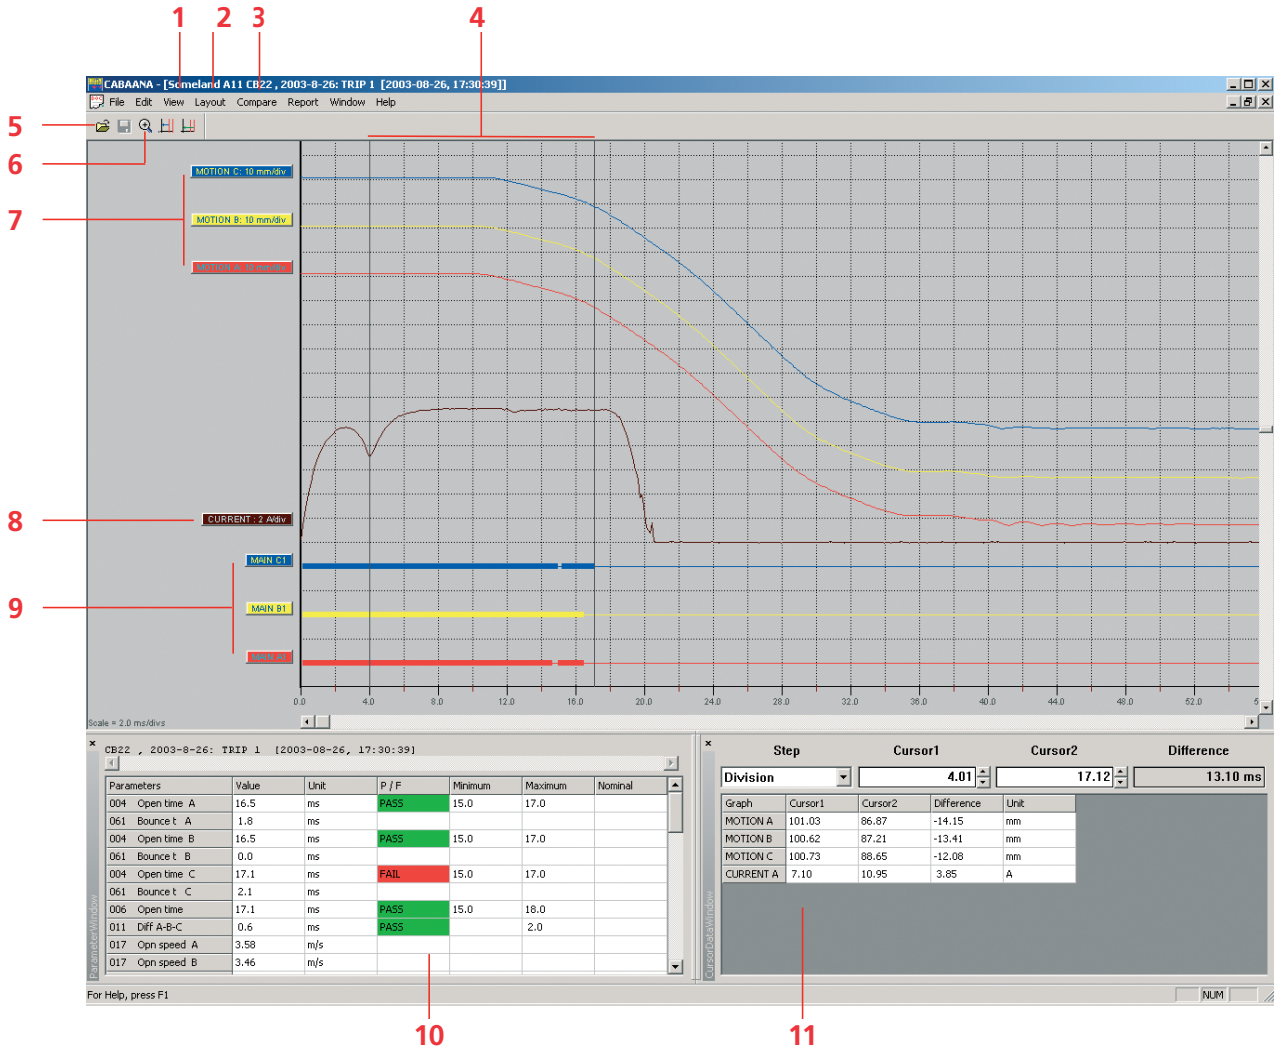 1 2 3 4
CABAANA - [Someland A11 CB22 , 2003-8-26: TRIP 1 [2003-08-26, 17:30:39]]
File Edit View Layout Compare Report Window Help
5
6
MOTION C: 10 mm/div
7
MOTION B: 10 mm/div
MOTION A: 10 mm/div
8
CURRENT : 2 A/div
MAIN C1
9
MAIN B1
0.0 4.0 8.0 12.0 16.0 20.0 24.0 28.0 32.0 36.0 40.0 44.0 48.0 52.0 5
Scale = 2.0 ms/divs
CB22 , 2003-8-26: TRIP 1 [2003-08-26, 17:30:39]
Parameters Value Unit P / F Minimum Maximum Nominal
004 Open time A 16.5 ms PASS 15.0 17.0
061 Bounce t A 1.8 ms
004 Open time B 16.5 ms PASS 15.0 17.0
061 Bounce t B 0.0 ms
004 Open time C 17.1 ms FAIL 15.0 17.0
061 Bounce t C 2.1 ms
006 Open time 17.1 ms PASS 15.0 18.0
011 Diff A-B-C 0.6 ms PASS 2.0
017 Opn speed A 3.58 m/s
017 Opn speed B 3.46 m/s
ParameterWindow
Step Cursor1 Cursor2 Difference
Division 4.01 17.12 13.10 ms
Graph Cursor1 Cursor2 Difference Unit
MOTION A 101.03 86.87 -14.15 mm
MOTION B 100.62 87.21 -13.41 mm
MOTION C 100.73 88.65 -12.08 mm
CURRENT A 7.10 10.95 3.85 A
CursorDataWindow
For Help, press F1
NUM
10 11